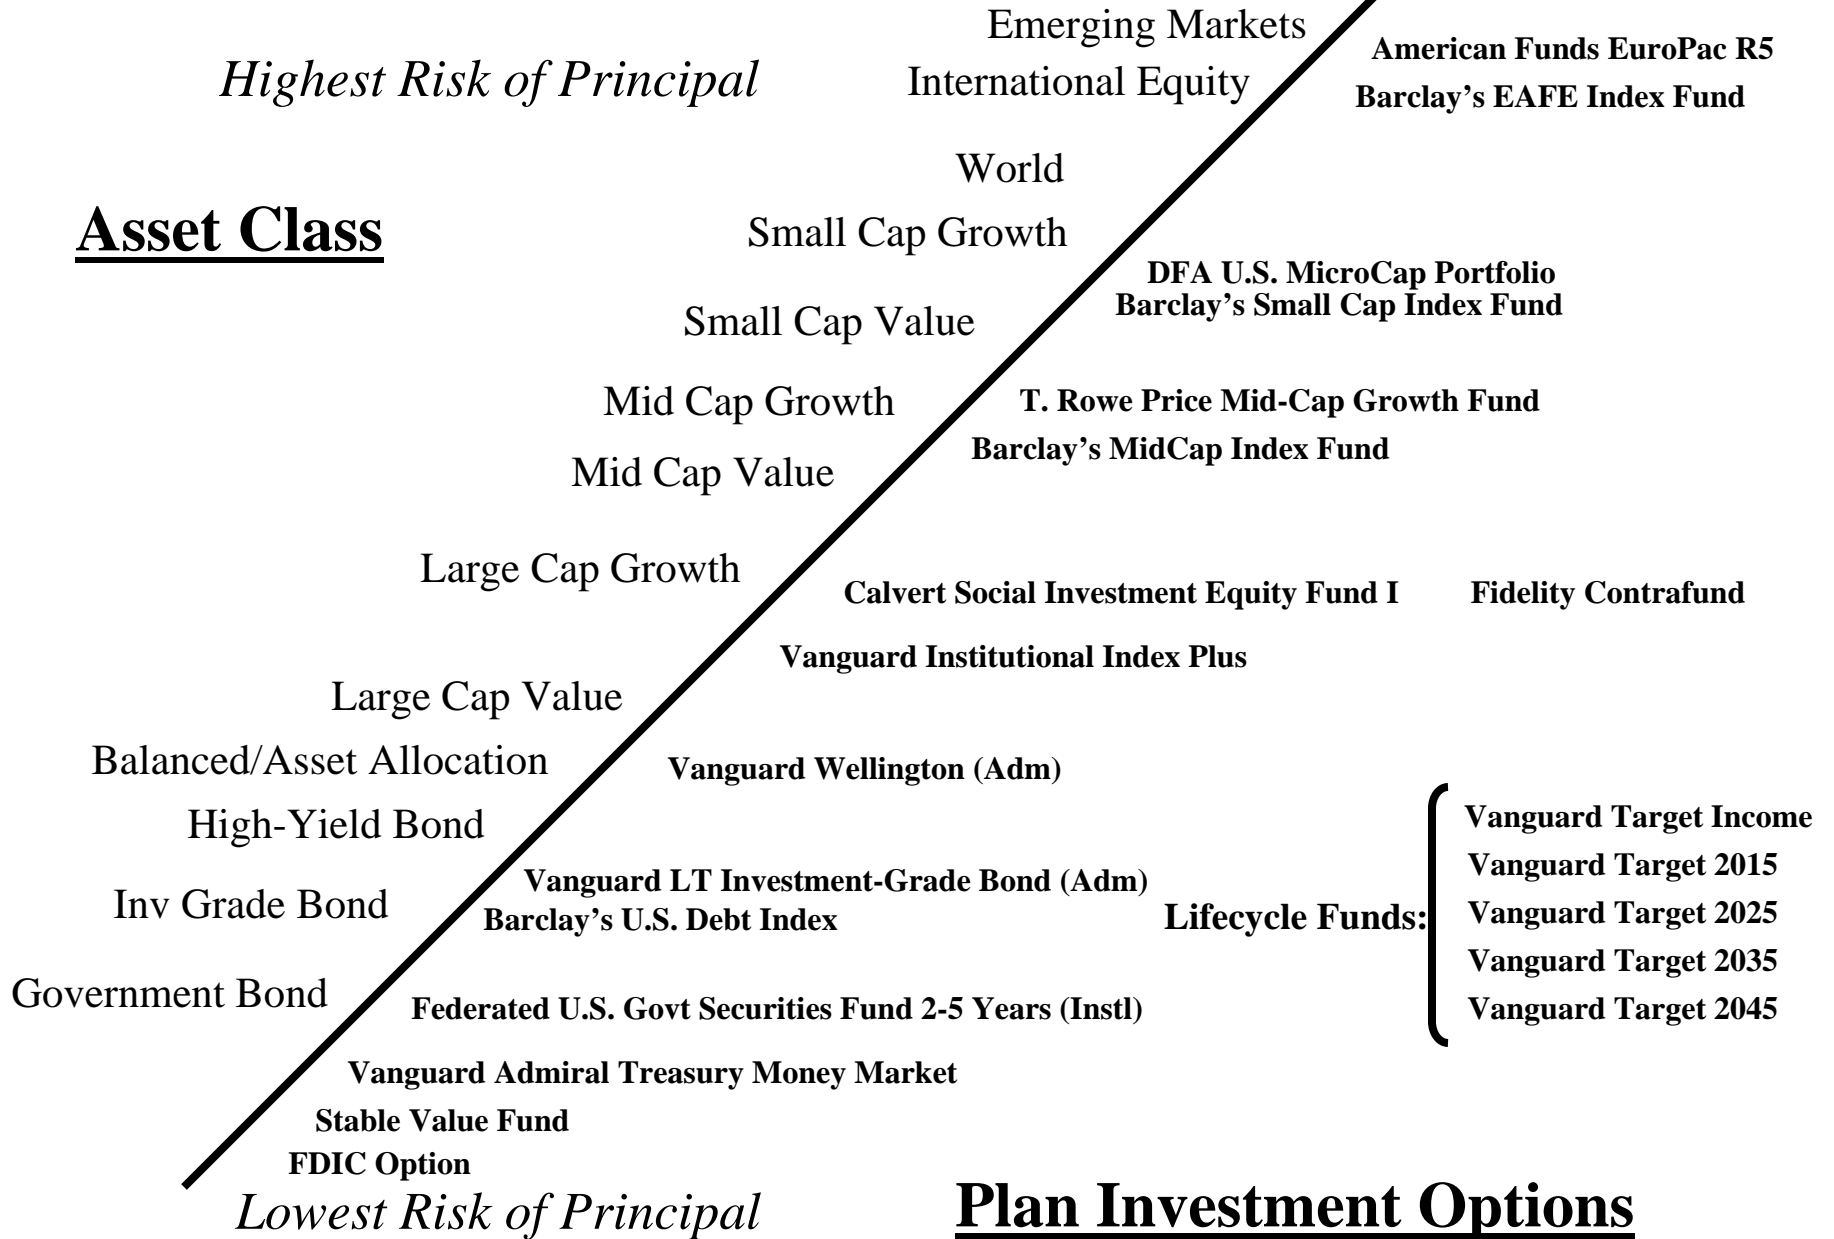 Emerging Markets
American Funds EuroPac R5
Highest Risk of Principal
International Equity
Barclay’s EAFE Index Fund
World
Asset Class
Small Cap Growth
DFA U.S. MicroCap Portfolio
Barclay’s Small Cap Index Fund
Small Cap Value
Mid Cap Growth
T. Rowe Price Mid-Cap Growth Fund
Barclay’s MidCap Index Fund
Mid Cap Value
Large Cap Growth
Calvert Social Investment Equity Fund I
Fidelity Contrafund
Vanguard Institutional Index Plus
Large Cap Value
Balanced/Asset Allocation
Vanguard Wellington (Adm)
High-Yield Bond
Vanguard LT Investment-Grade Bond (Adm)
Inv Grade Bond
Barclay’s U.S. Debt Index
Lifecycle Funds:
Vanguard Target Income
Vanguard Target 2015
Vanguard Target 2025
Vanguard Target 2035
Vanguard Target 2045
Government Bond
Federated U.S. Govt Securities Fund 2-5 Years (Instl)
Vanguard Admiral Treasury Money Market
Stable Value Fund
FDIC Option
Lowest Risk of Principal
Plan Investment Options